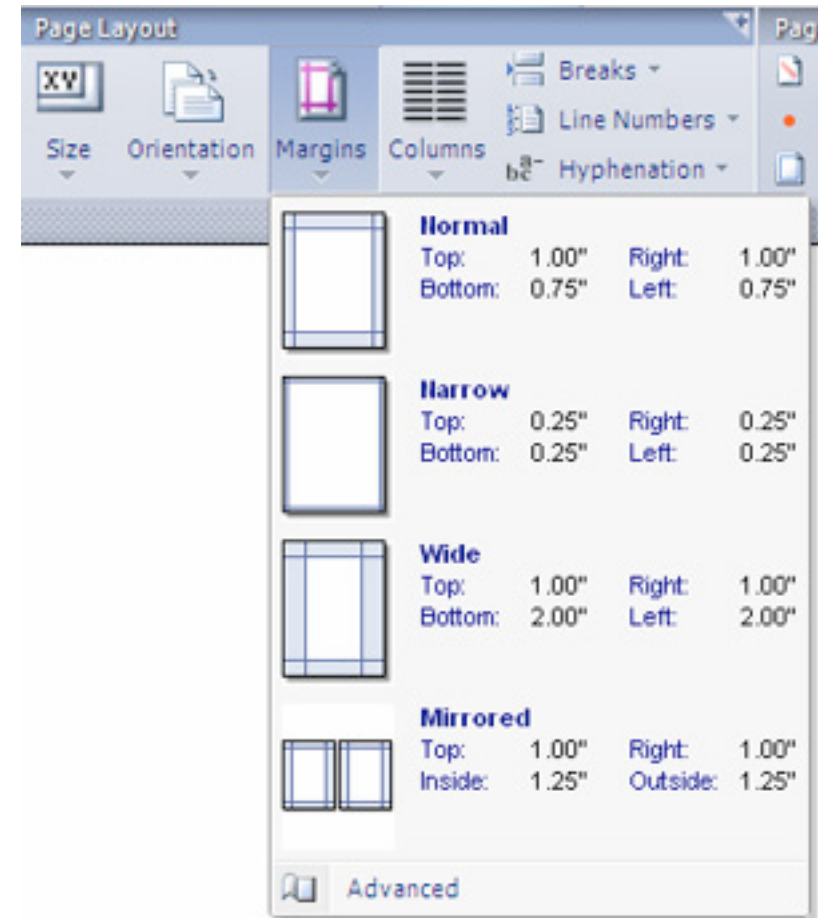 Page Layout
Pag
XY
Size
Orientation
Margins
Columns
Breaks
Line Numbers
a-
bc
Hyphenation
Normal
Top: 1.00" Right: 1.00"
Bottom: 0.75" Left: 0.75"
Narrow
Top: 0.25" Right: 0.25"
Bottom: 0.25" Left: 0.25"
Wide
Top: 1.00" Right: 1.00"
Bottom: 2.00" Left: 2.00"
Mirrored
Top: 1.00" Right: 1.00"
Inside: 1.25" Outside: 1.25"
Advanced